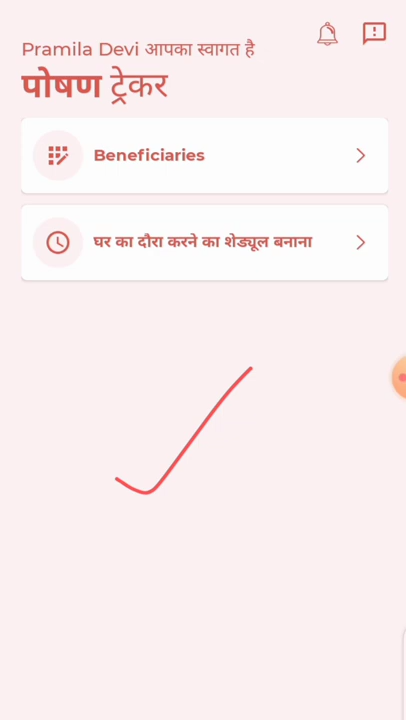 Pramila Devi आपका स्वागत है
पोषण ट्रेकर
Beneficiaries
घर का दौरा करने का शेड्यूल बनाना